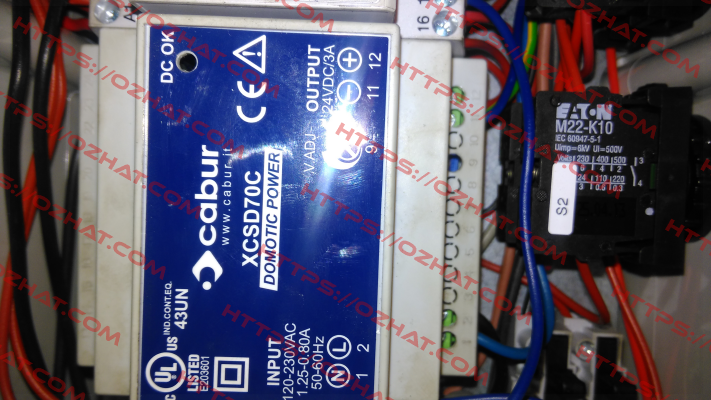 DC OK
XCSD70C
DOMOTIC POWER
cabur
www.cabur.it
CE
OUTPUT
24VDC/3A
V.ADJ
+ 12
- 11
9
INPUT
120-230VAC
1.25-0.80A
50-60Hz
N 1
L 2
c UL US
LISTED
E203601
IND.CONT.EQ.
43UN
16
EATON
M22-K10
IEC 60947-5-1
Uimp=6kV Ui=500V
S2
HTTPS://OZHAT.COM